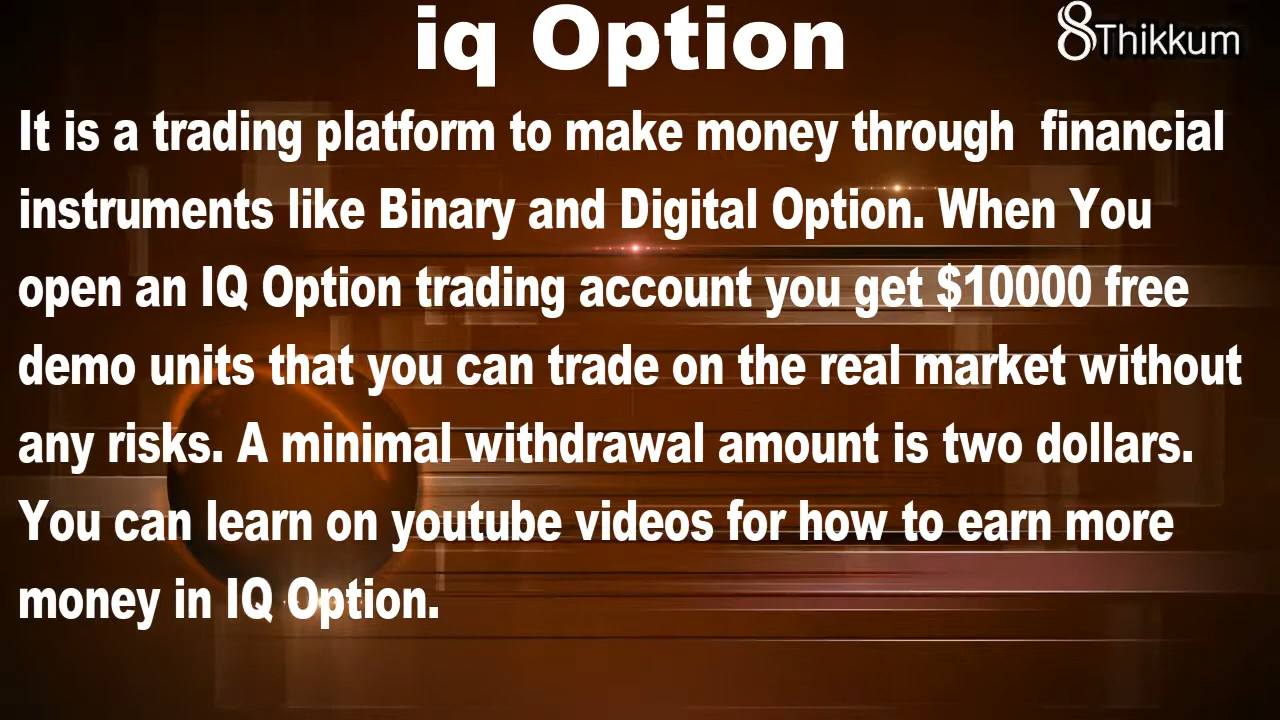 iq Option
8Thikkum
It is a trading platform to make money through  financial
instruments like Binary and Digital Option. When You
open an IQ Option trading account you get $10000 free
demo units that you can trade on the real market without
any risks. A minimal withdrawal amount is two dollars.
You can learn on youtube videos for how to earn more
money in IQ Option.